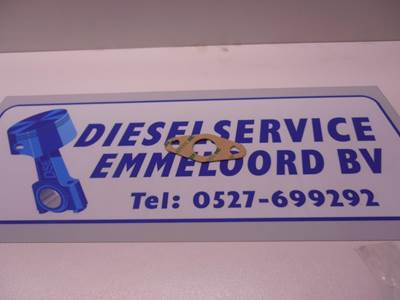 DIESELSERVICE
EMMELOORD BV
Tel: 0527-699292